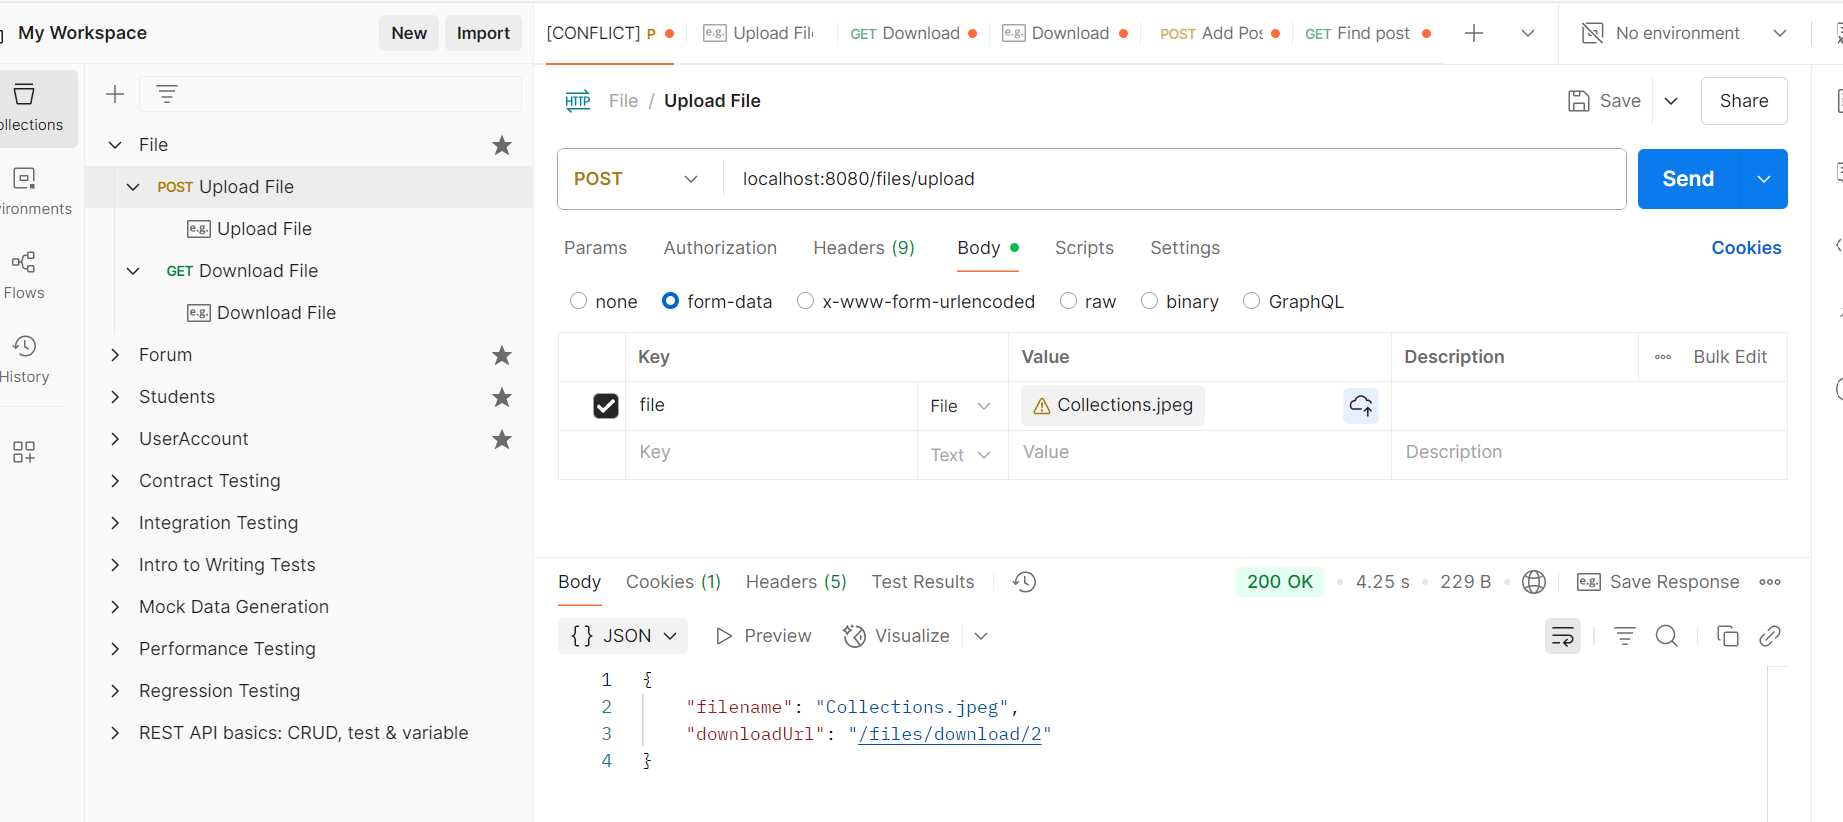 My Workspace
New
Import
[CONFLICT] P
e.g. Upload Fil
GET Download
e.g. Download
POST Add Pos
GET Find post
No environment
ollections
ironments
Flows
History
File
POST Upload File
e.g. Upload File
GET Download File
e.g. Download File
Forum
Students
UserAccount
Contract Testing
Integration Testing
Intro to Writing Tests
Mock Data Generation
Performance Testing
Regression Testing
REST API basics: CRUD, test & variable
HTTP File / Upload File
Save
Share
POST
localhost:8080/files/upload
Send
Params Authorization Headers (9) Body Scripts Settings
Cookies
none form-data x-www-form-urlencoded raw binary GraphQL
Key Value Description Bulk Edit
file File Collections.jpeg
Key Text Value Description
Body Cookies (1) Headers (5) Test Results
200 OK 4.25 s 229 B
e.g. Save Response
{} JSON Preview Visualize
1 {
2 "filename": "Collections.jpeg",
3 "downloadUrl": "/files/download/2"
4 }